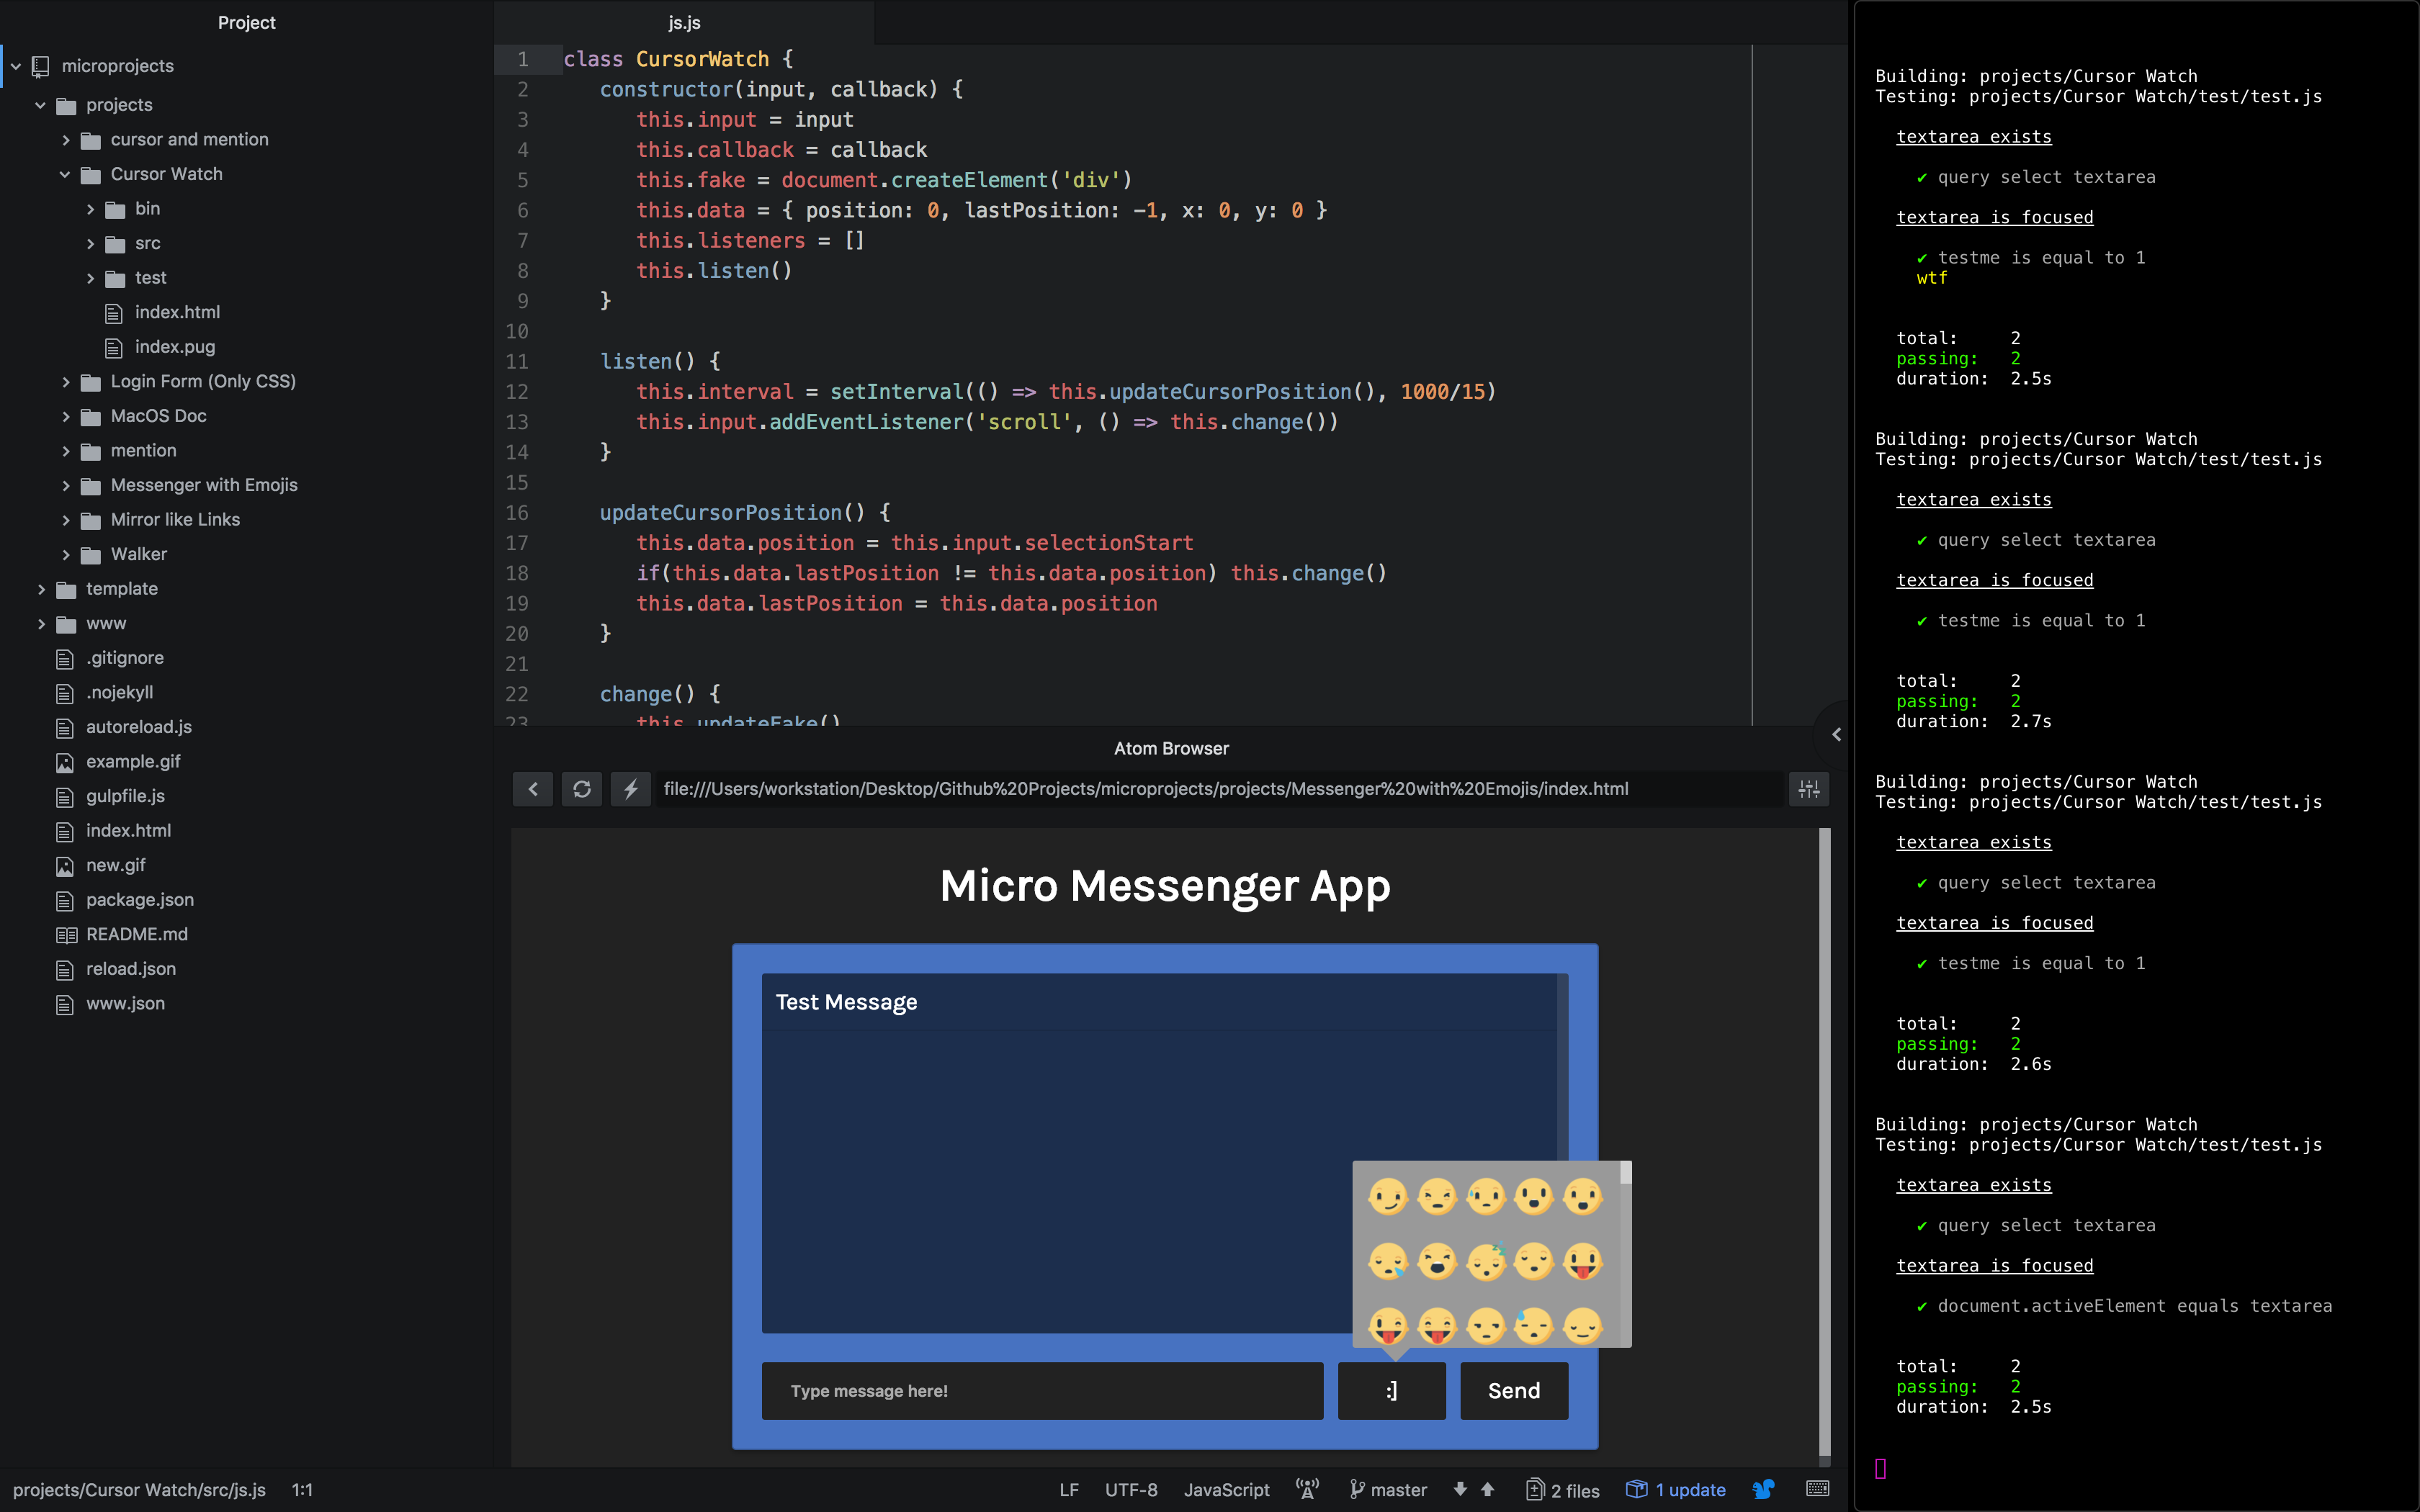 Project
microprojects
projects
cursor and mention
Cursor Watch
bin
src
test
index.html
index.pug
Login Form (Only CSS)
MacOS Doc
mention
Messenger with Emojis
Mirror like Links
Walker
template
www
.gitignore
.nojekyll
autoreload.js
example.gif
gulpfile.js
index.html
new.gif
package.json
README.md
reload.json
www.json
js.js
1 class CursorWatch {
2 constructor(input, callback) {
3 this.input = input
4 this.callback = callback
5 this.fake = document.createElement('div')
6 this.data = { position: 0, lastPosition: -1, x: 0, y: 0 }
7 this.listeners = []
8 this.listen()
9 }
10
11 listen() {
12 this.interval = setInterval(() => this.updateCursorPosition(), 1000/15)
13 this.input.addEventListener('scroll', () => this.change())
14 }
15
16 updateCursorPosition() {
17 this.data.position = this.input.selectionStart
18 if(this.data.lastPosition != this.data.position) this.change()
19 this.data.lastPosition = this.data.position
20 }
21
22 change() {
23 this.updateFake()
Atom Browser
file:///Users/workstation/Desktop/Github%20Projects/microprojects/projects/Messenger%20with%20Emojis/index.html
Micro Messenger App
Test Message
Type message here!
:]
Send
Building: projects/Cursor Watch
Testing: projects/Cursor Watch/test/test.js
textarea exists
✔ query select textarea
textarea is focused
✔ testme is equal to 1
wtf
total: 2
passing: 2
duration: 2.5s
Building: projects/Cursor Watch
Testing: projects/Cursor Watch/test/test.js
textarea exists
✔ query select textarea
textarea is focused
✔ testme is equal to 1
total: 2
passing: 2
duration: 2.7s
Building: projects/Cursor Watch
Testing: projects/Cursor Watch/test/test.js
textarea exists
✔ query select textarea
textarea is focused
✔ testme is equal to 1
total: 2
passing: 2
duration: 2.6s
Building: projects/Cursor Watch
Testing: projects/Cursor Watch/test/test.js
textarea exists
✔ query select textarea
textarea is focused
✔ document.activeElement equals textarea
total: 2
passing: 2
duration: 2.5s
projects/Cursor Watch/src/js.js 1:1
LF UTF-8 JavaScript master 2 files 1 update